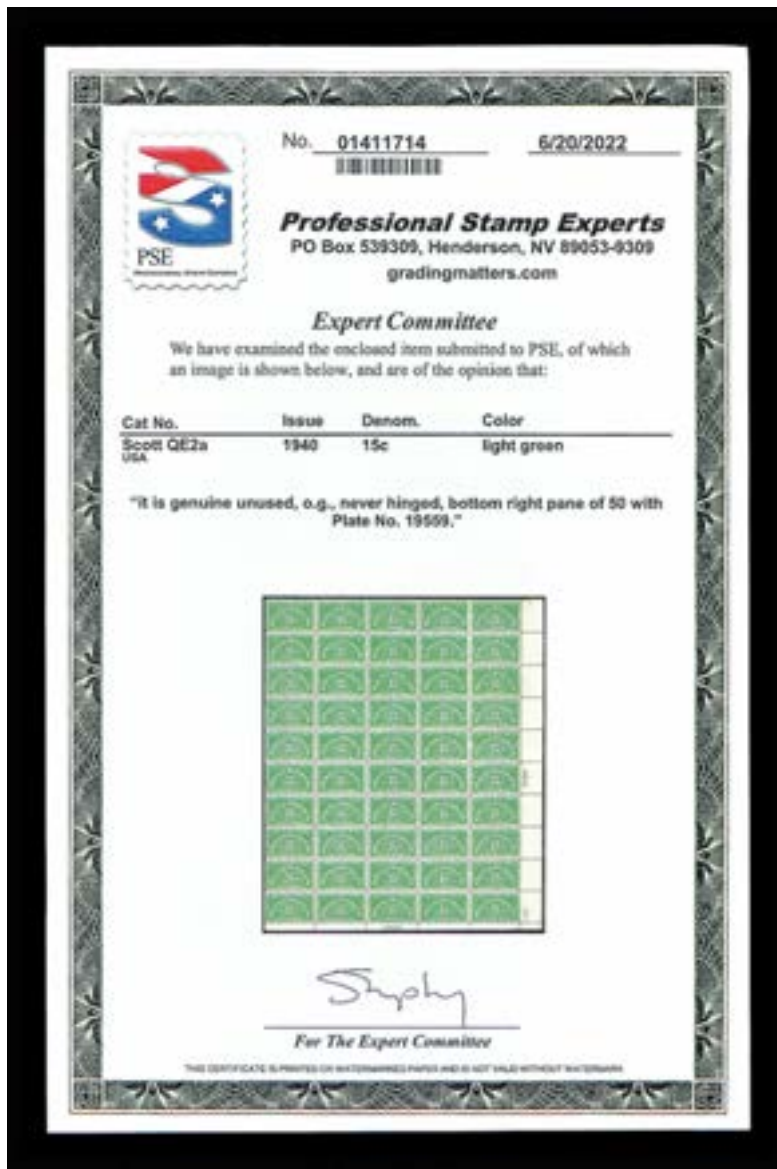 No. 01411714 6/20/2022
PSE
Professional Stamp Experts
PO Box 539309, Henderson, NV 89053-9309
gradingmatters.com
Expert Committee
We have examined the enclosed item submitted to PSE, of which
an image is shown below, and are of the opinion that:
Cat No. Issue Denom. Color
Scott QE2a 1940 15c light green
USA
"it is genuine unused, o.g., never hinged, bottom right pane of 50 with
Plate No. 19559."
For The Expert Committee
THIS CERTIFICATE IS PRINTED ON WATERMARKED PAPER AND IS NOT VALID WITHOUT WATERMARK